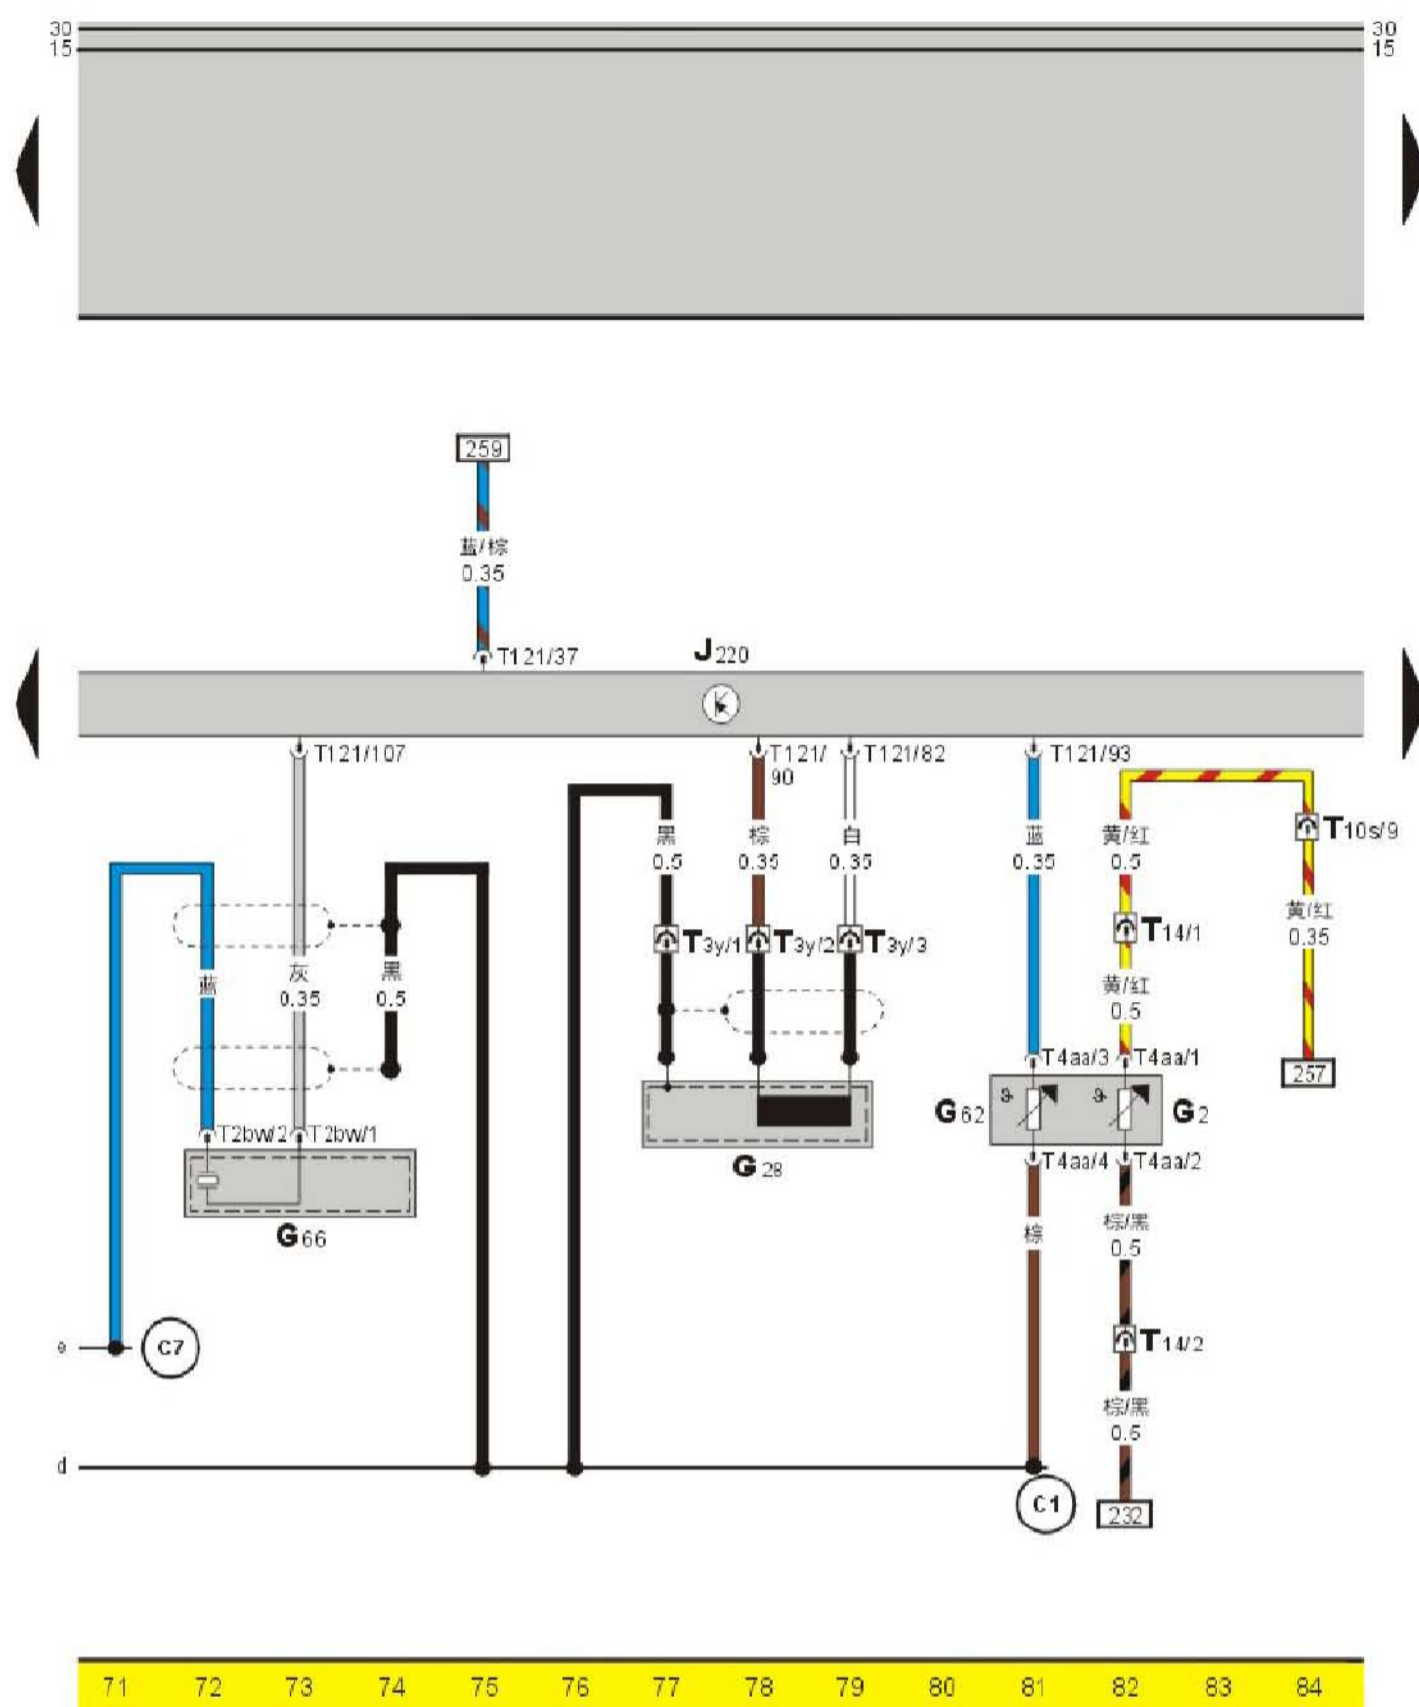 30 30
15 15
259
蓝/棕
0.35
T121/37
J220
T121/107
T121/
90
T121/82
T121/93
黑
0.5
棕
0.35
白
0.35
蓝
0.35
黄/红
0.5
T10s/9
黄/红
0.35
T3y/1
T3y/2
T3y/3
T14/1
蓝
灰
0.35
黑
0.5
黄/红
0.5
T4aa/3
T4aa/1
257
G62
G2
T2bw/2
T2bw/1
G28
T4aa/4
T4aa/2
G66
棕
棕/黑
0.5
e
C7
T14/2
棕/黑
0.5
d
C1
232
71 72 73 74 75 76 77 78 79 80 81 82 83 84